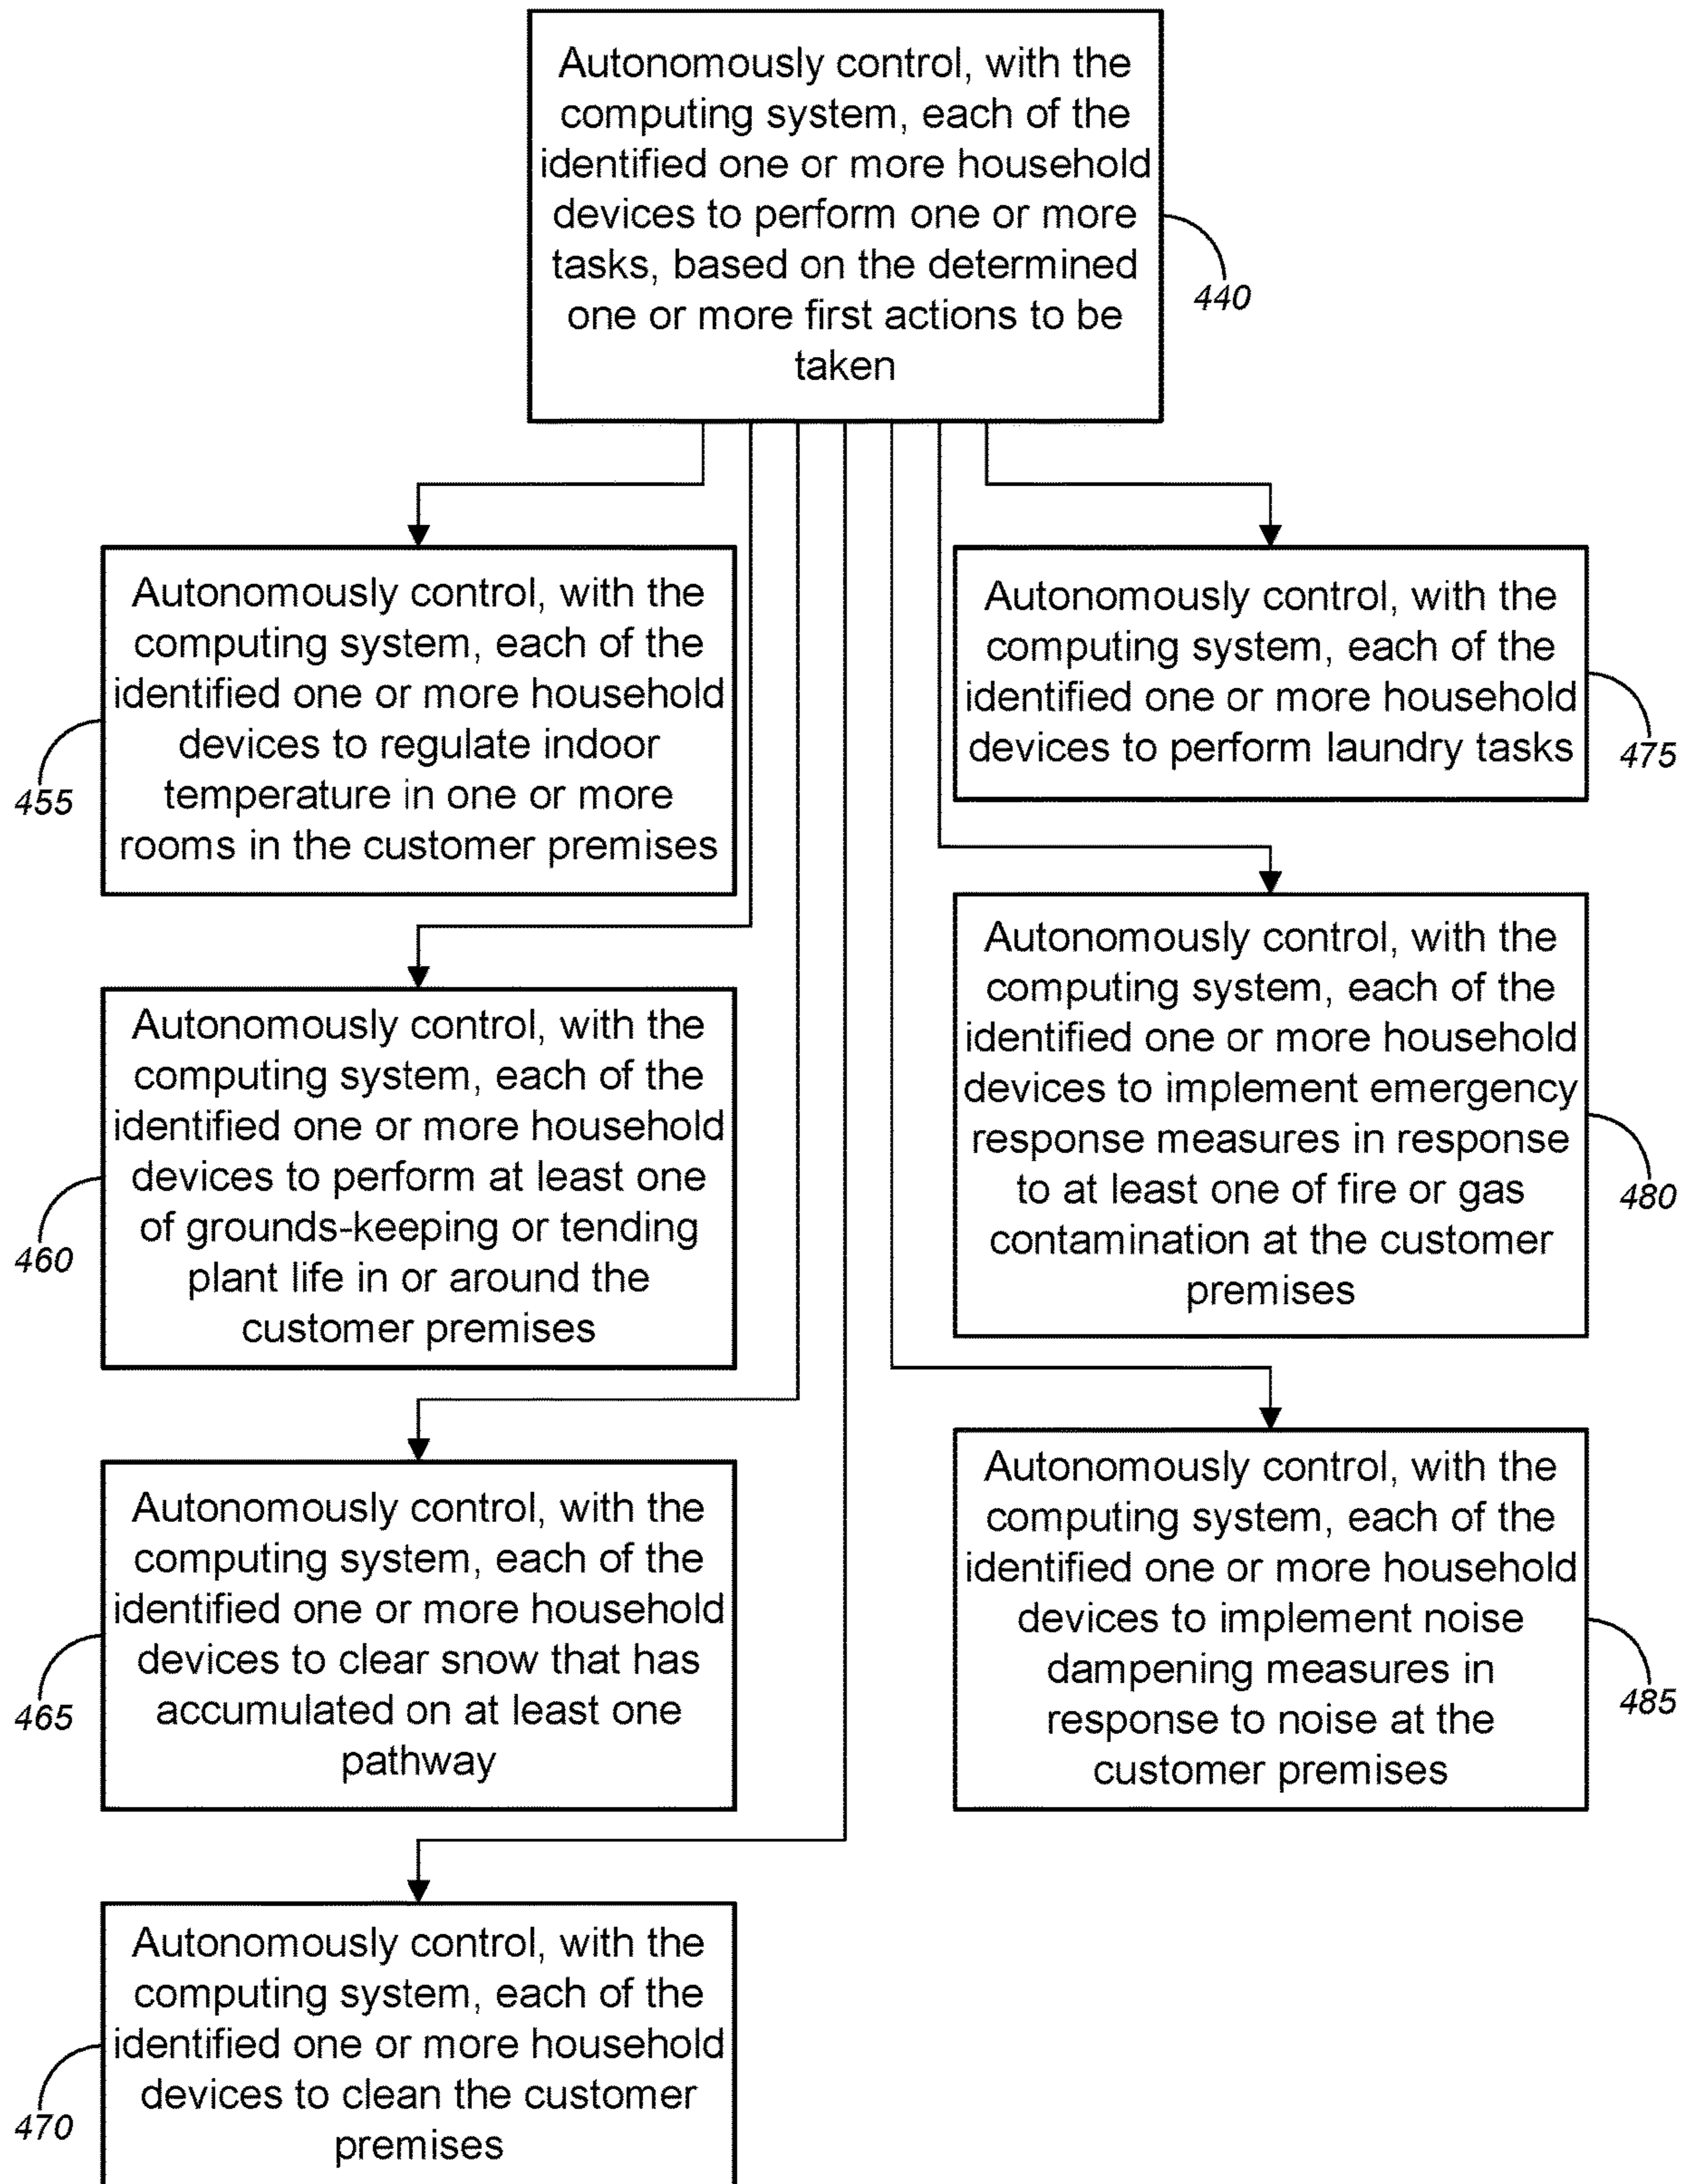 Autonomously control, with the
computing system, each of the
identified one or more household
devices to perform one or more
tasks, based on the determined
one or more first actions to be
taken
440
Autonomously control, with the
computing system, each of the
identified one or more household
devices to regulate indoor
temperature in one or more
rooms in the customer premises
455
Autonomously control, with the
computing system, each of the
identified one or more household
devices to perform at least one
of grounds-keeping or tending
plant life in or around the
customer premises
460
Autonomously control, with the
computing system, each of the
identified one or more household
devices to clear snow that has
accumulated on at least one
pathway
465
Autonomously control, with the
computing system, each of the
identified one or more household
devices to clean the customer
premises
470
Autonomously control, with the
computing system, each of the
identified one or more household
devices to perform laundry tasks
475
Autonomously control, with the
computing system, each of the
identified one or more household
devices to implement emergency
response measures in response
to at least one of fire or gas
contamination at the customer
premises
480
Autonomously control, with the
computing system, each of the
identified one or more household
devices to implement noise
dampening measures in
response to noise at the
customer premises
485